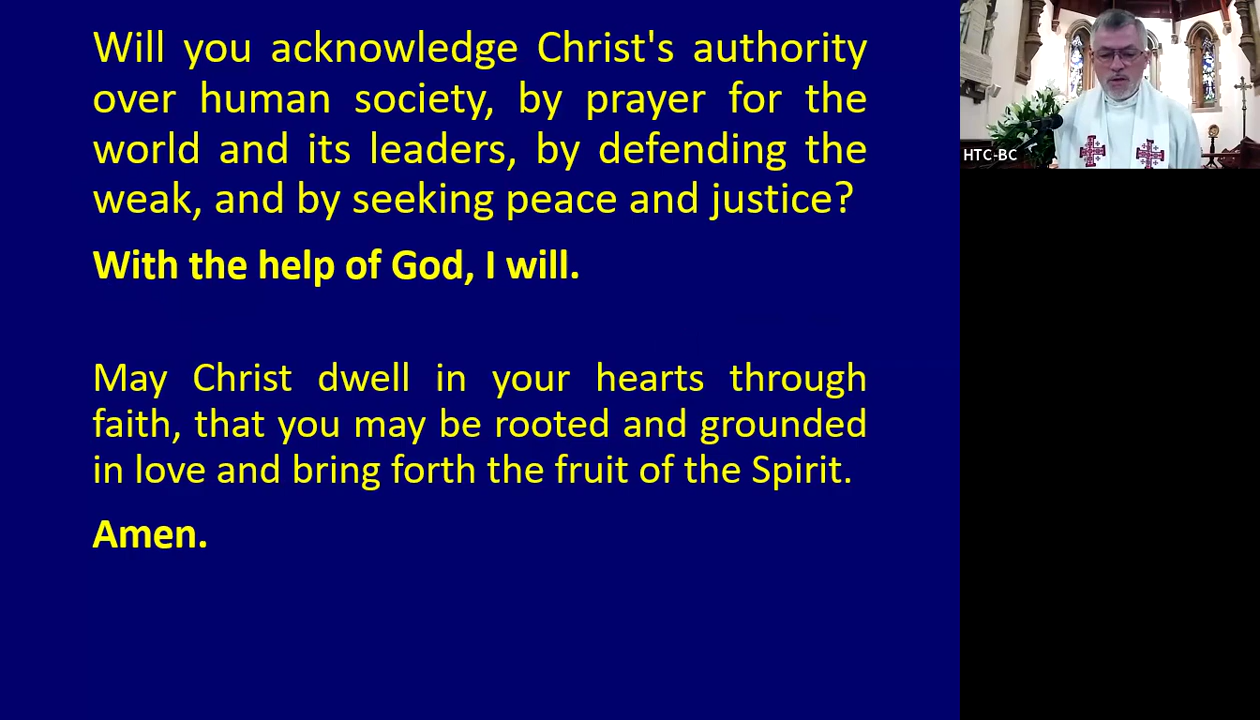 Will you acknowledge Christ's authority
over human society, by prayer for the
world and its leaders, by defending the
weak, and by seeking peace and justice?
With the help of God, I will.
May Christ dwell in your hearts through
faith, that you may be rooted and grounded
in love and bring forth the fruit of the Spirit.
Amen.
HTC-BC